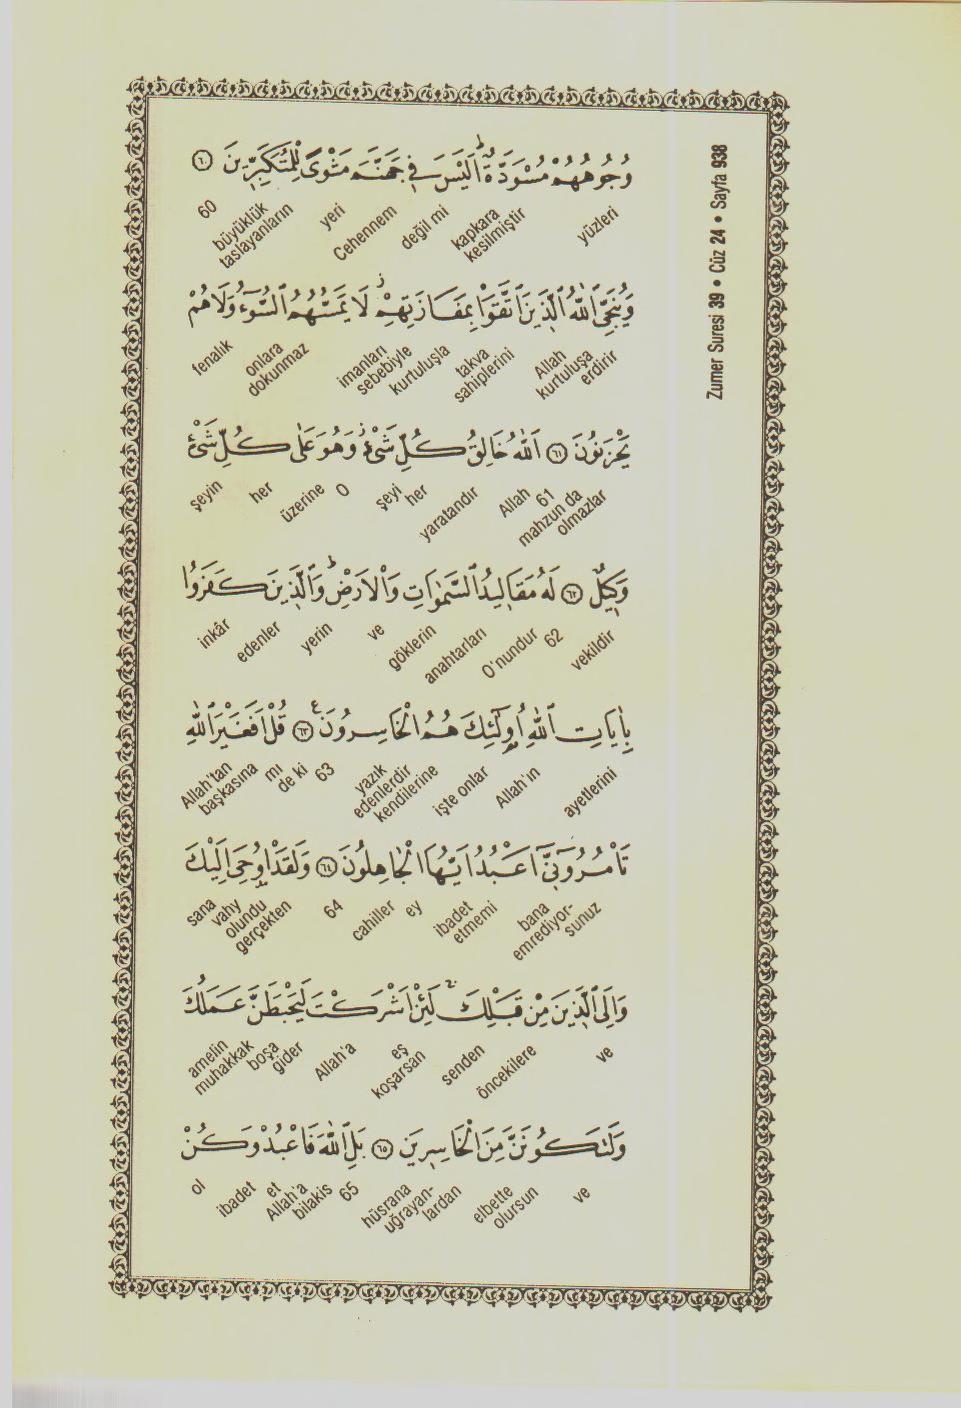 Zumer Suresi 39 • Cüz 24 • Sayfa 938
وُجُوهُهُمْ مُسْوَدَّةٌ ۜ اَلَيْسَ فٖي جَهَنَّمَ مَثْوًى لِلْمُتَكَبِّرٖينَ ﴿٦٠﴾
yüzleri kapkara kesilmiştir değil mi Cehennem yeri büyüklük taslayanların 60
وَيُنَجِّي اللّٰهُ الَّذٖينَ اتَّقَوْا بِمَفَازَتِهِمْ ۘ لَا يَمَسُّهُمُ السُّٓوءُ وَلَا هُمْ
Allah kurtuluşa erdirir takva sahiplerini kurtuluşla imanları sebebiyle onlara dokunmaz fenalık
يَحْزَنُونَ ﴿٦١﴾ اَللّٰهُ خَالِقُ كُلِّ شَيْءٍ وَهُوَ عَلٰى كُلِّ شَيْءٍ
mahzun da olmazlar 61 Allah yaratandır her şeyi O üzerine her şeyin
وَكٖيلٌ ﴿٦٢﴾ لَهُ مَقَالٖيدُ السَّمٰوَاتِ وَالْاَرْضِ وَالَّذٖينَ كَفَرُوا
vekildir 62 O'nundur anahtarları göklerin ve yerin edenler inkâr
بِاٰيَاتِ اللّٰهِ اُولٰٓئِكَ هُمُ الْخَاسِرُونَ ﴿٦٣﴾ قُلْ اَفَغَيْرَ اللّٰهِ
ayetlerini Allah'ın işte onlar kendilerine yazık edenlerdir 63 de ki mı başkasına Allah'tan
تَاْمُرُٓونّٖٓي اَعْبُدُ اَيُّهَا الْجَاهِلُونَ ﴿٦٤﴾ وَلَقَدْ اُوحِيَ اِلَيْكَ
bana emrediyor-sunuz ibadet etmemi ey cahiller 64 gerçekten vahy olundu sana
وَاِلَى الَّذٖينَ مِنْ قَبْلِكَ لَئِنْ اَشْرَكْتَ لَيَحْبَطَنَّ عَمَلُكَ
ve öncekilere senden eş koşarsan Allah'a boşa gider muhakkak amelin
وَلَتَكُونَنَّ مِنَ الْخَاسِرٖينَ ﴿٦٥﴾ بَلِ اللّٰهَ فَاعْبُدْ وَكُنْ
ve elbette olursun hüsrana uğrayan-lardan 65 bilakis Allah'a ibadet et ol